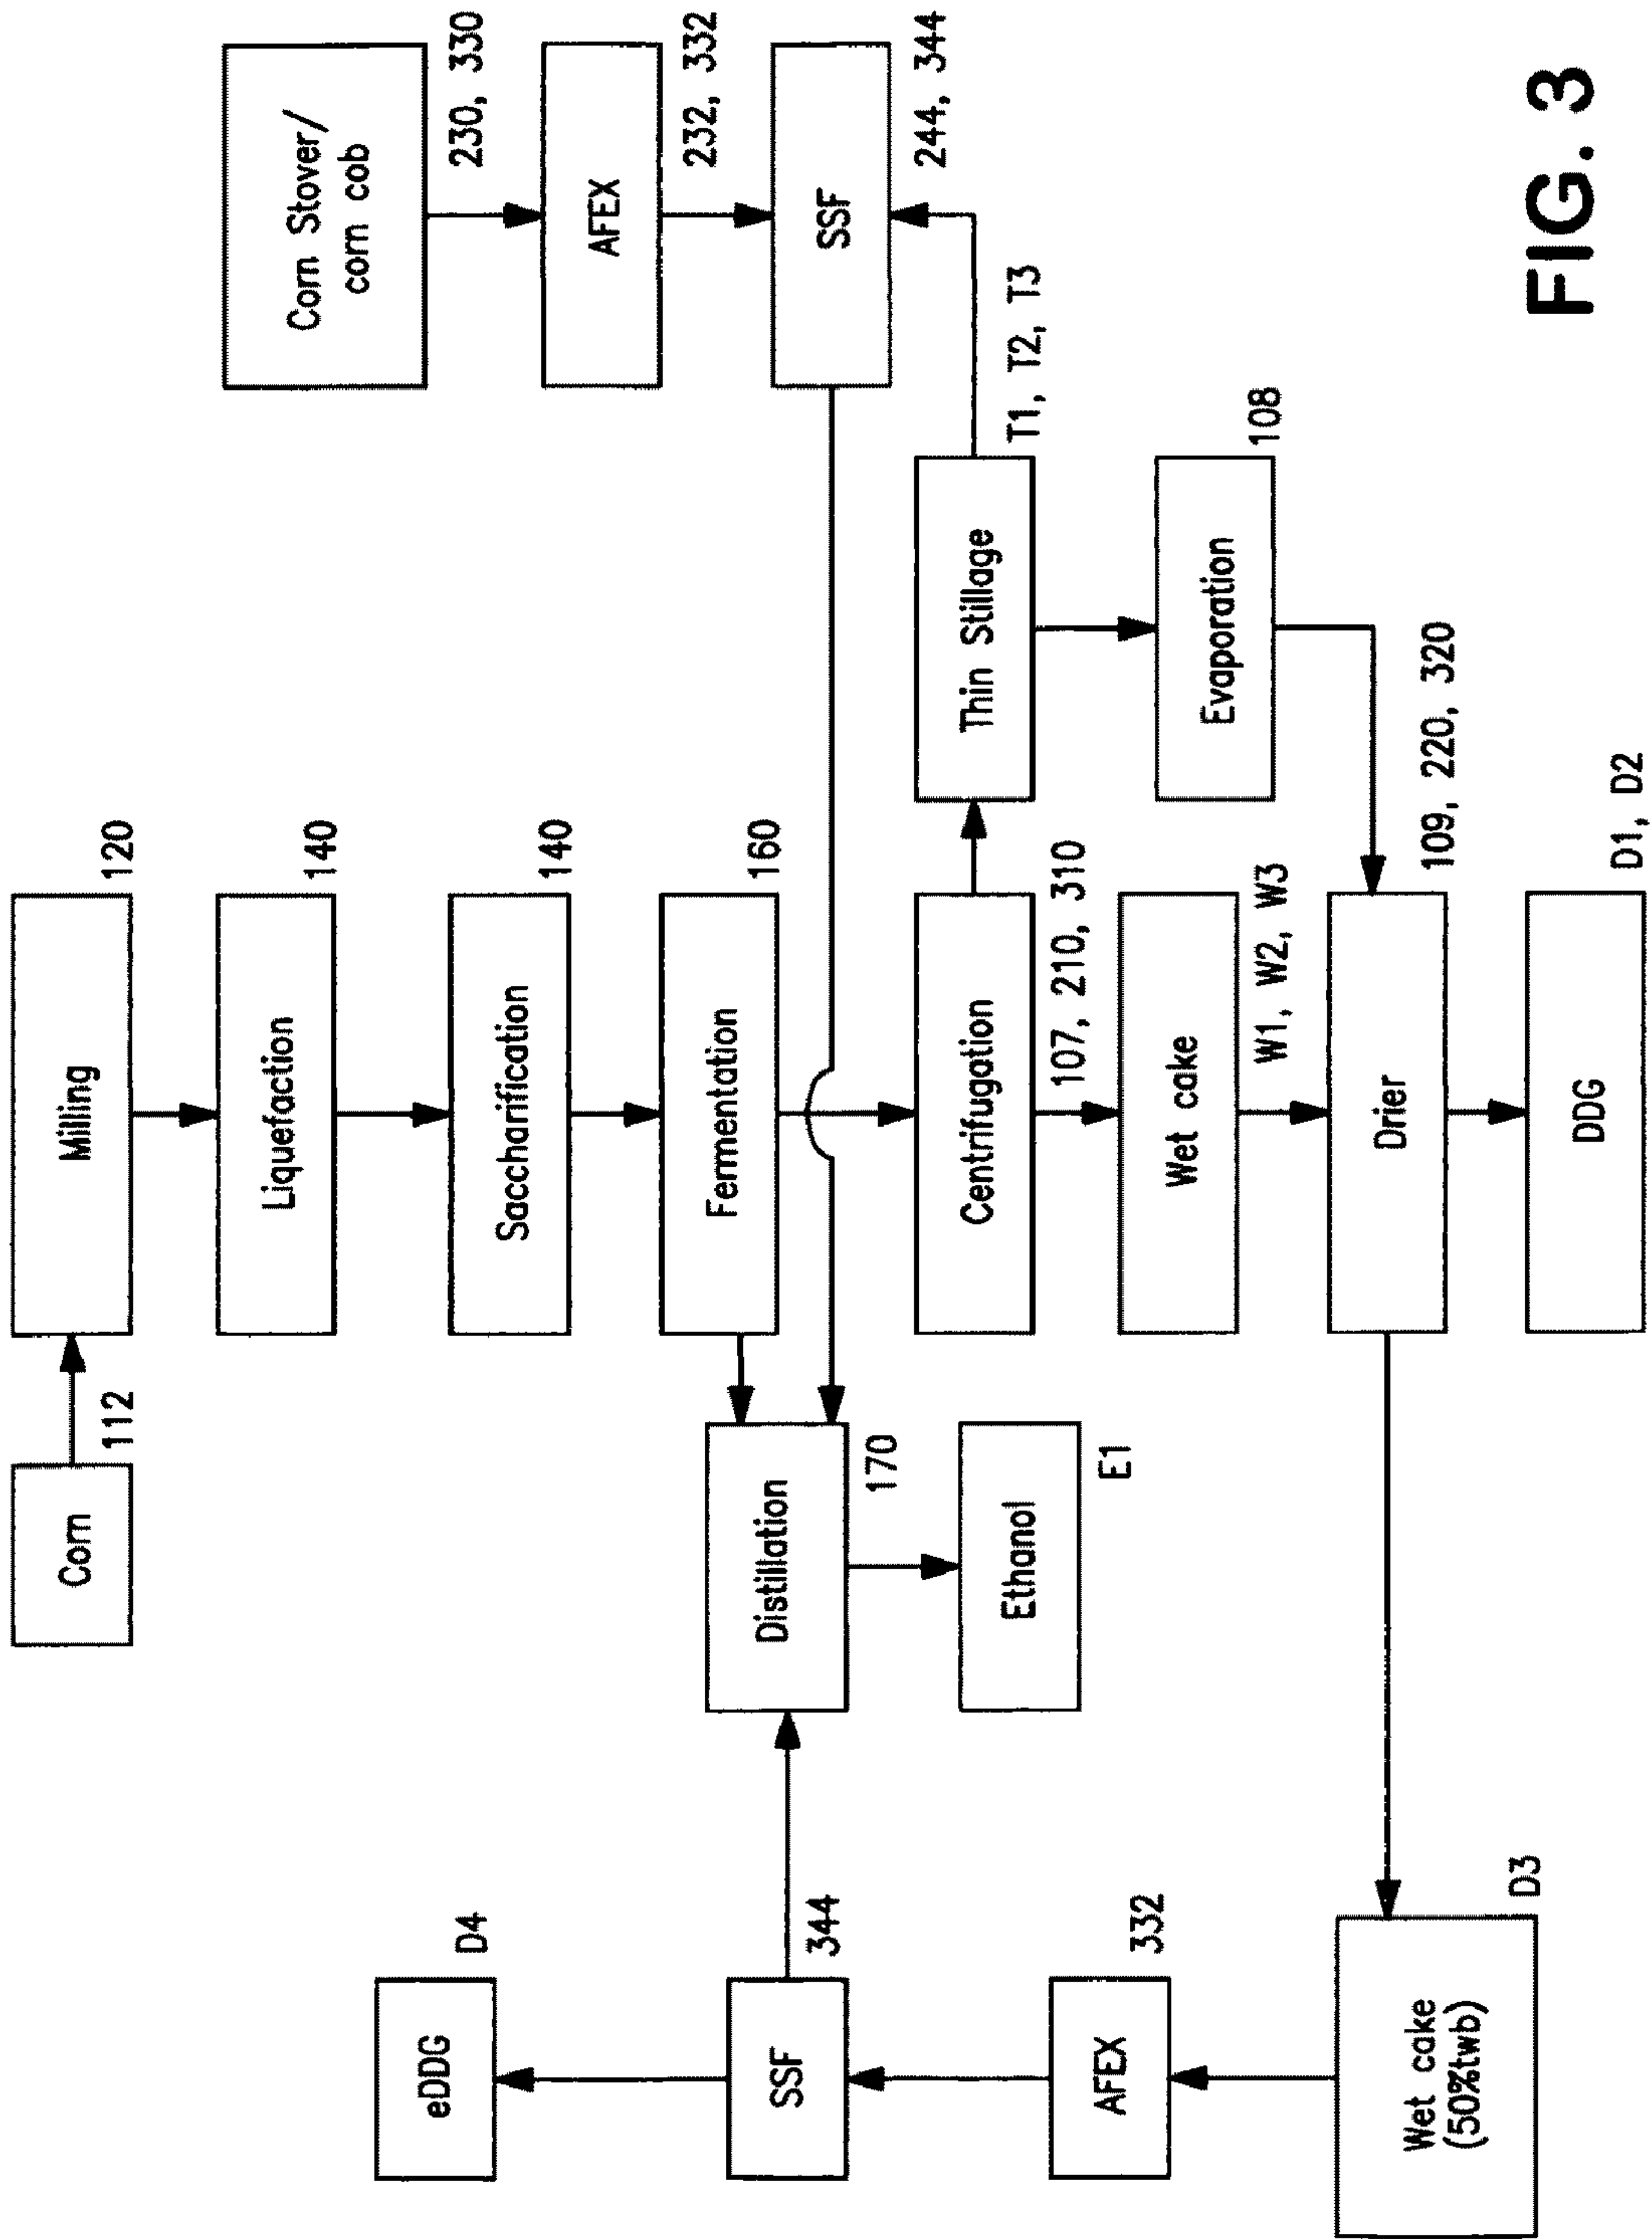 Corn
112
Milling
120
Liquefaction
140
Corn Stover/
corn cob
230, 330
eDDG
D4
Saccharification
140
AFEX
232, 332
Fermentation
160
SSF
344
Distillation
170
SSF
244, 344
Centrifugation
107, 210, 310
Thin Stillage
T1, T2, T3
Ethanol
E1
AFEX
332
Wet cake
W1, W2, W3
Evaporation
108
Wet cake
(50%twb)
D3
Drier
109, 220, 320
DDG
D1, D2
FIG. 3